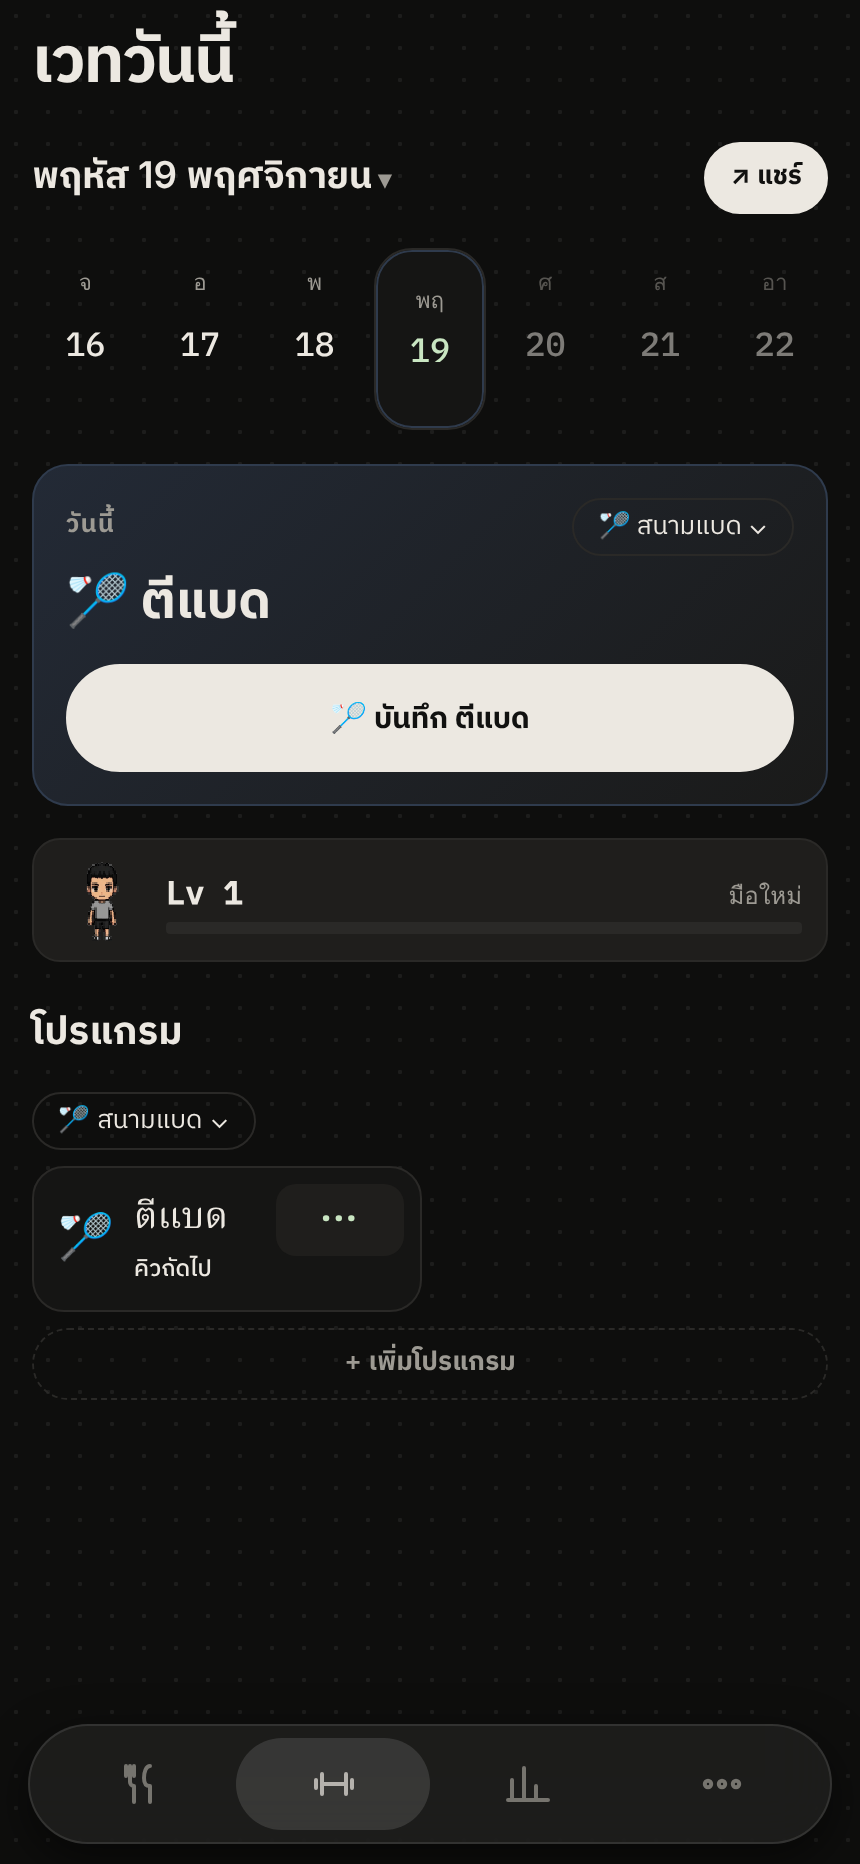 เวทวันนี้
พฤหัส 19 พฤศจิกายน ▾
↗ แชร์
จ อ พ พฤ ศ ส อา
16 17 18 19 20 21 22
วันนี้
🏸 สนามแบด
🏸 ตีแบด
🏸 บันทึก ตีแบด
Lv 1
มือใหม่
โปรแกรม
🏸 สนามแบด
ตีแบด
คิวถัดไป
+ เพิ่มโปรแกรม